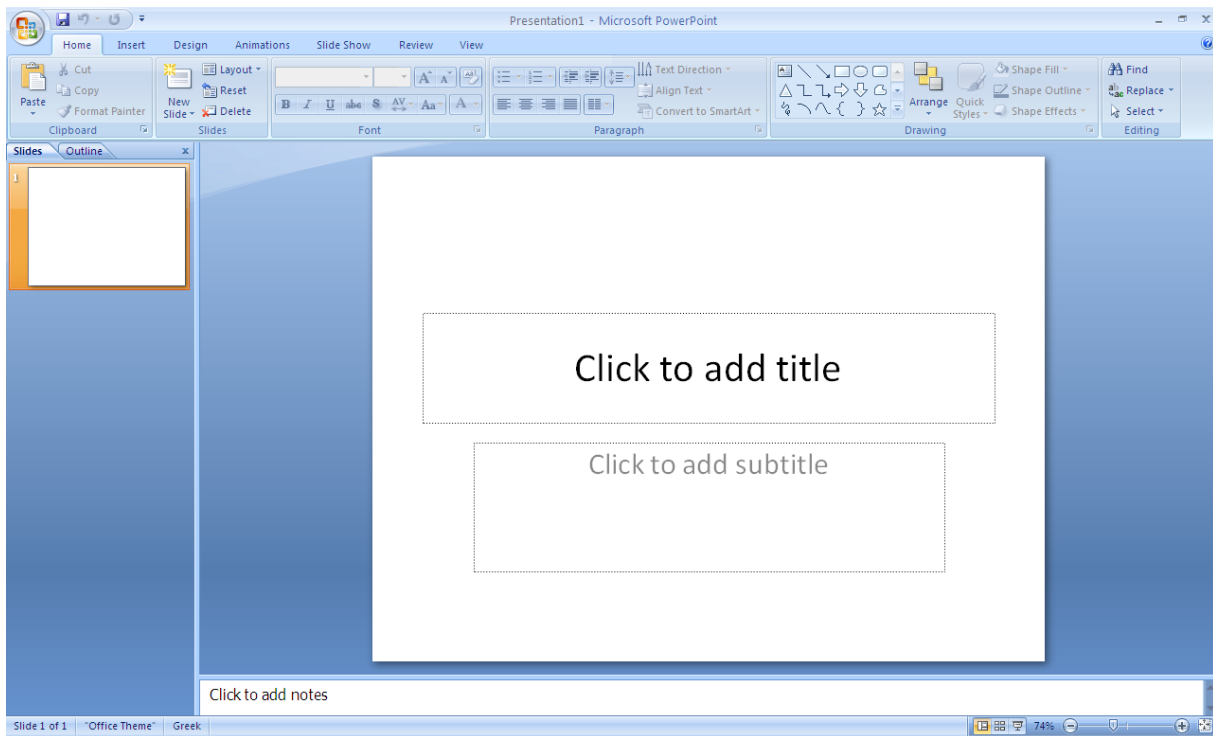 Presentation1 - Microsoft PowerPoint
Home Insert Design Animations Slide Show Review View
Paste
Cut
Copy
Format Painter
Clipboard
New Slide
Layout
Reset
Delete
Slides
B I U abc S AV Aa A
Font
Text Direction
Align Text
Convert to SmartArt
Paragraph
Arrange
Quick Styles
Shape Fill
Shape Outline
Shape Effects
Drawing
Find
Replace
Select
Editing
Slides Outline x
1
Click to add title
Click to add subtitle
Click to add notes
Slide 1 of 1 "Office Theme" Greek 74%